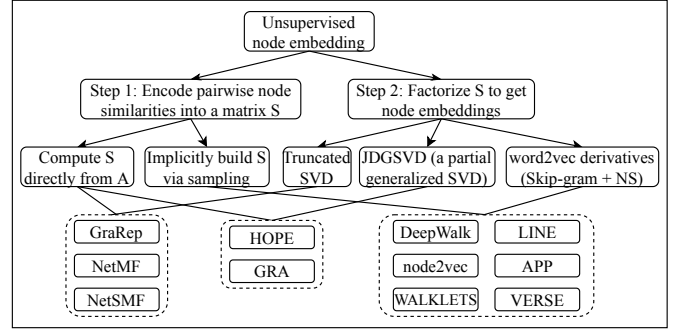 Unsupervised
node embedding
Step 1: Encode pairwise node
similarities into a matrix S
Step 2: Factorize S to get
node embeddings
Compute S
directly from A
Implicitly build S
via sampling
Truncated
SVD
JDGSVD (a partial
generalized SVD)
word2vec derivatives
(Skip-gram + NS)
GraRep
NetMF
NetSMF
HOPE
GRA
DeepWalk
LINE
node2vec
APP
WALKLETS
VERSE